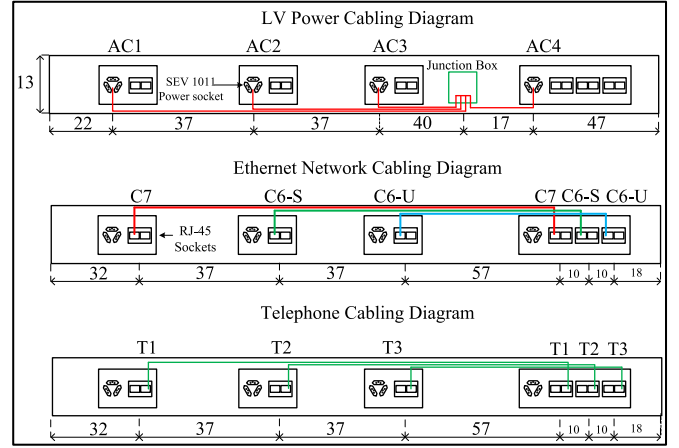 LV Power Cabling Diagram
AC1 AC2 AC3 AC4
Junction Box
SEV 1011
Power socket
13
22 37 37 40 17 47
Ethernet Network Cabling Diagram
C7 C6-S C6-U C7 C6-S C6-U
RJ-45
Sockets
32 37 37 57 10 10 18
Telephone Cabling Diagram
T1 T2 T3 T1 T2 T3
32 37 37 57 10 10 18